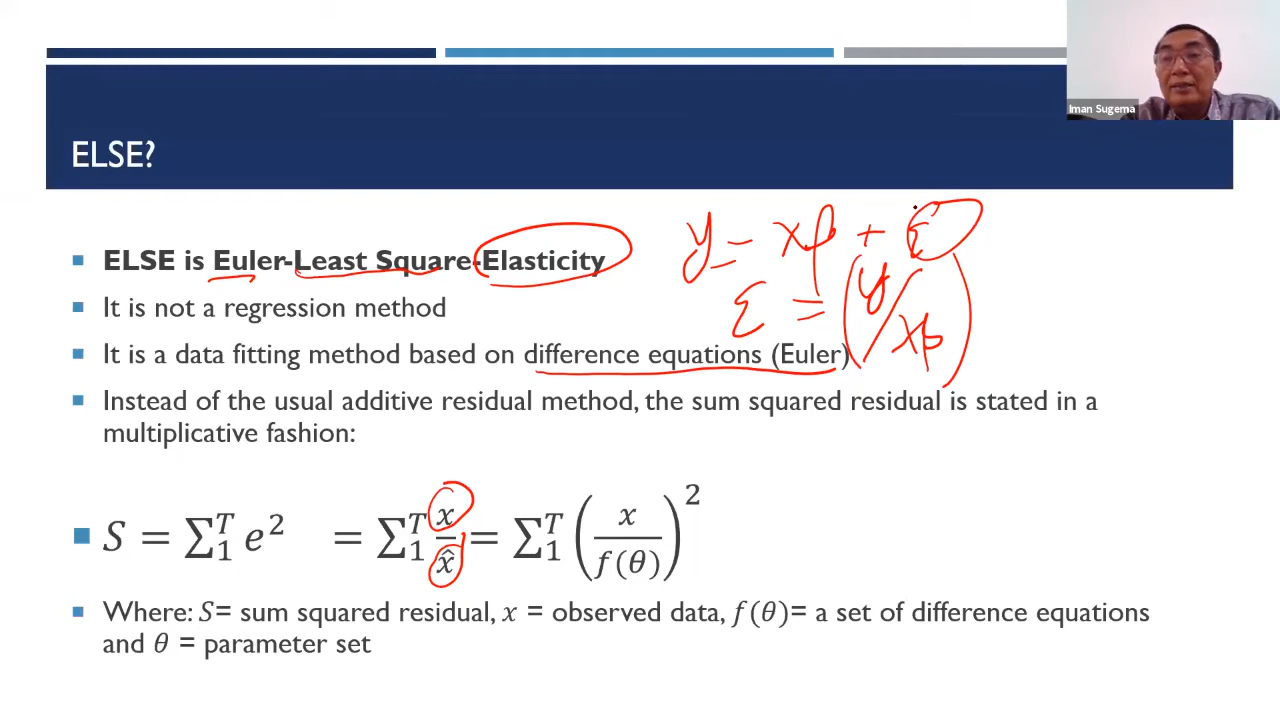 Iman Sugema
ELSE?
ELSE is Euler-Least Square-Elasticity
y = xβ + ε
It is not a regression method
ε = (y/xβ)
It is a data fitting method based on difference equations (Euler)
Instead of the usual additive residual method, the sum squared residual is stated in a
multiplicative fashion:
S = ∑₁ᵀ e² = ∑₁ᵀ x/x̂ = ∑₁ᵀ (x/f(θ))²
Where: S= sum squared residual, x = observed data, f(θ)= a set of difference equations
and θ = parameter set